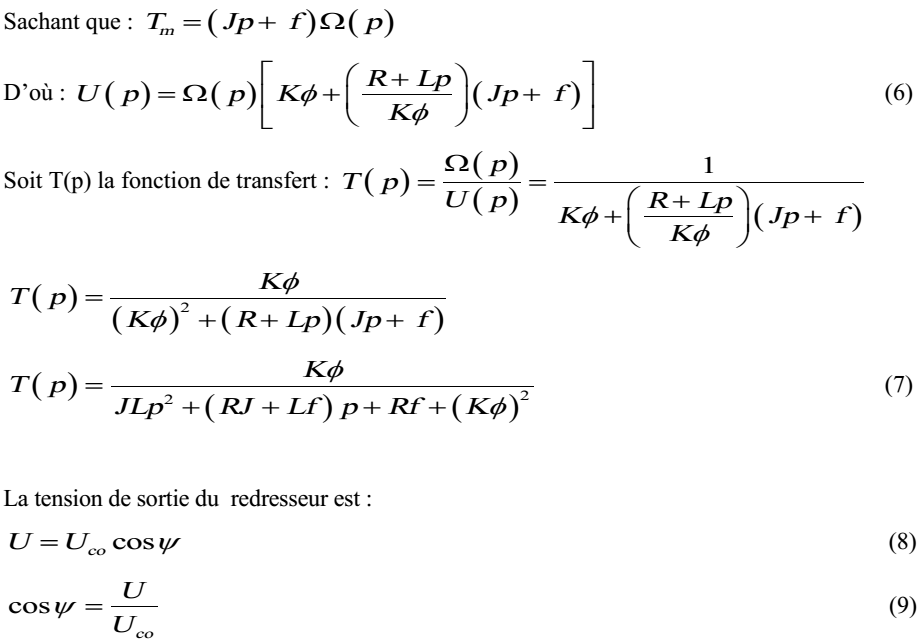 Sachant que : T_m = (Jp + f)Ω(p)
D'où : U(p) = Ω(p)[Kϕ + ((R + Lp)/(Kϕ))(Jp + f)] (6)
Soit T(p) la fonction de transfert : T(p) = Ω(p)/U(p) = 1/(Kϕ + ((R + Lp)/(Kϕ))(Jp + f))
T(p) = Kϕ/((Kϕ)² + (R + Lp)(Jp + f))
T(p) = Kϕ/(JLp² + (RJ + Lf)p + Rf + (Kϕ)²) (7)
La tension de sortie du redresseur est :
U = U_co cosψ (8)
cosψ = U/U_co (9)